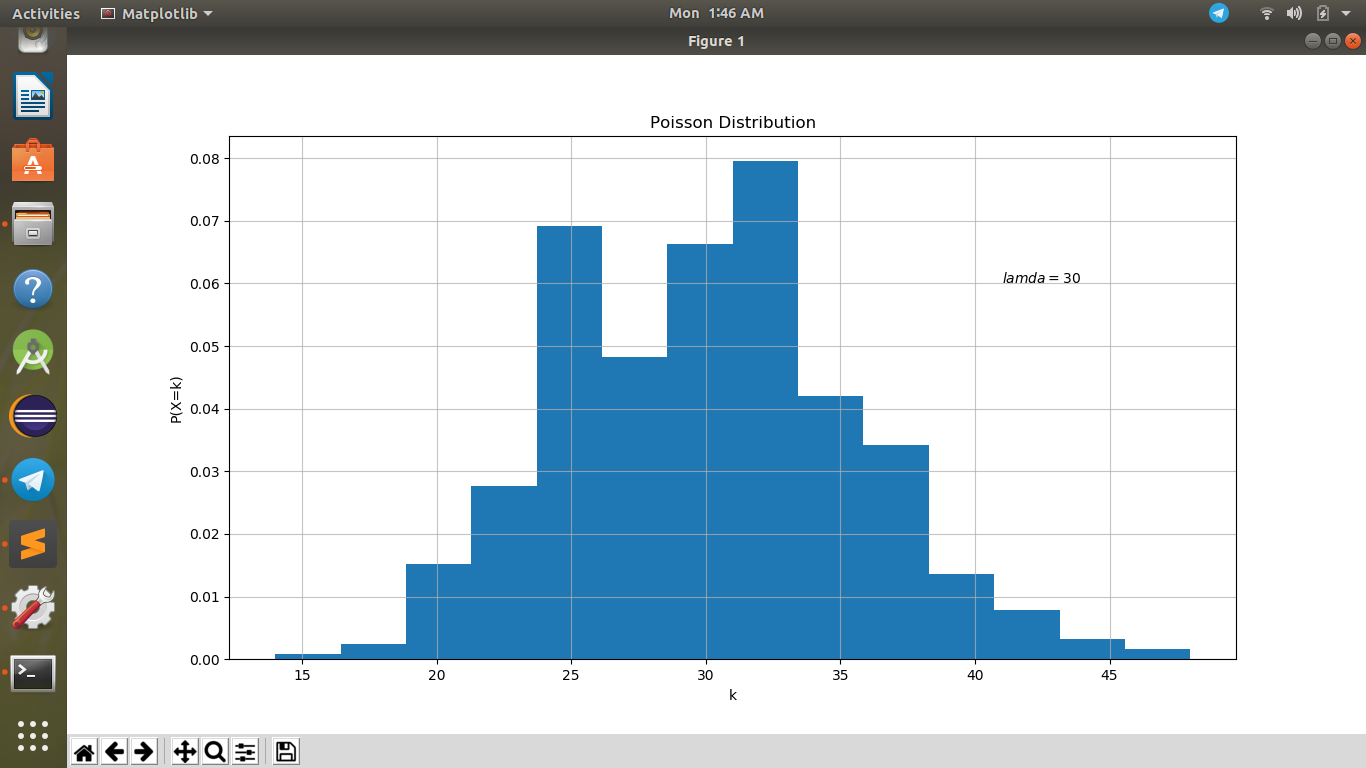 Activities Matplotlib Mon 1:46 AM
Figure 1
Poisson Distribution
0.08
0.07
0.06
0.05
0.04
0.03
0.02
0.01
0.00
P(X=k)
lamda = 30
15 20 25 30 35 40 45
k